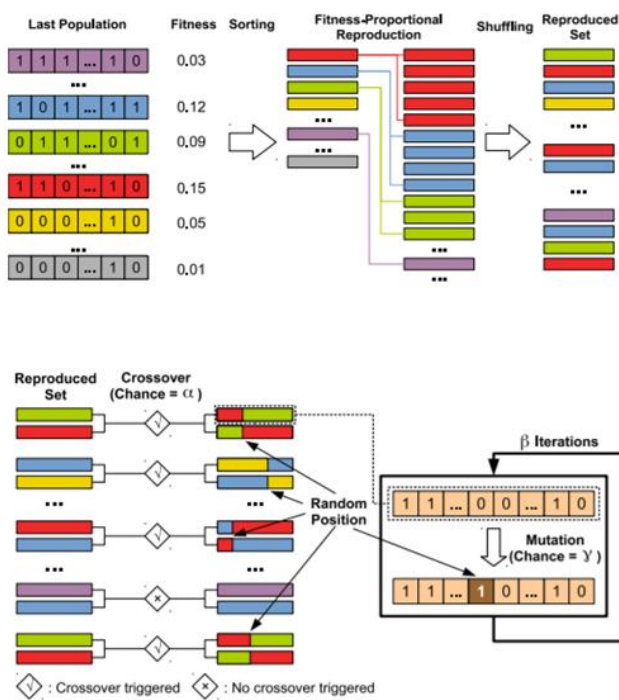 Last Population Fitness Sorting Fitness-Proportional Reproduction Shuffling Reproduced Set
1 1 1 ... 1 0 0.03
...
1 0 1 ... 1 1 0.12
0 1 1 ... 0 1 0.09
...
1 1 0 ... 1 0 0.15
0 0 0 ... 1 0 0.05
...
0 0 0 ... 1 0 0.01
...
...
...
...
...
...
Reproduced Set
Crossover
(Chance = α)
√
√
...
...
√
...
...
×
√
Random
Position
β Iterations
1 1 ... 0 0 ... 1 0
Mutation
(Chance = γ)
1 1 ... 1 0 ... 1 0
√ : Crossover triggered
× : No crossover triggered